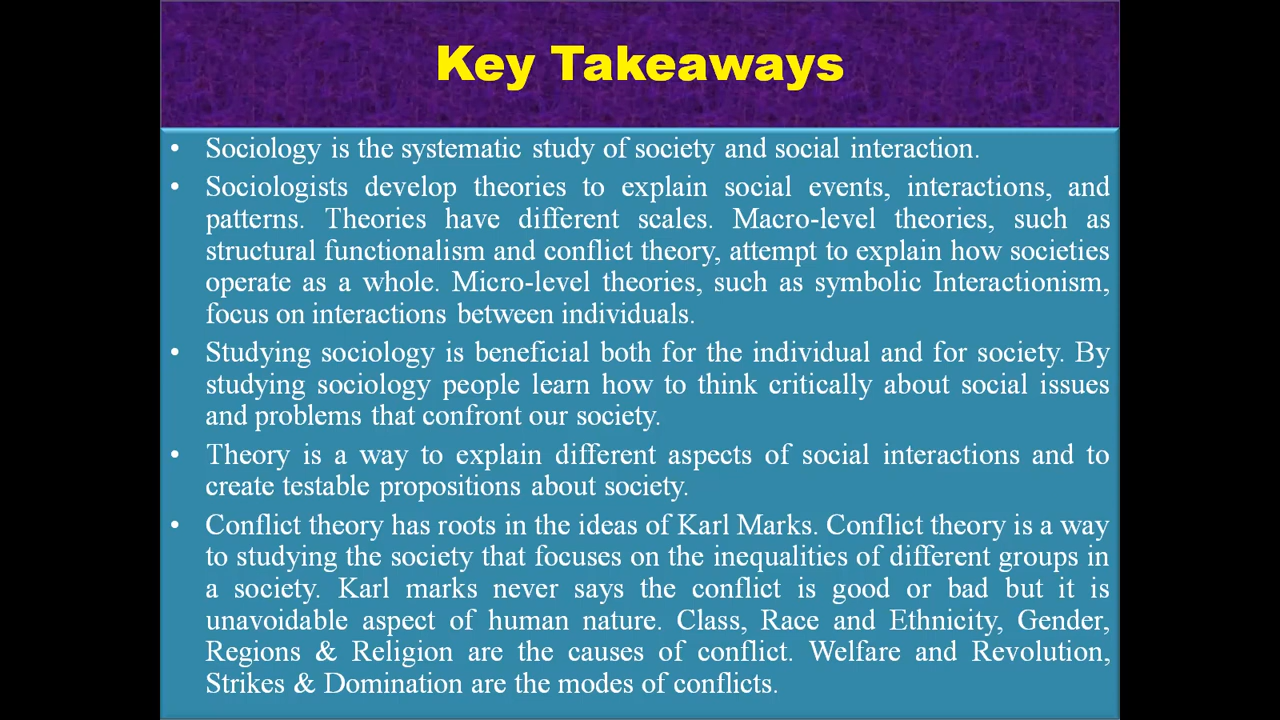 Key Takeaways
• Sociology is the systematic study of society and social interaction.
• Sociologists develop theories to explain social events, interactions, and
patterns. Theories have different scales. Macro-level theories, such as
structural functionalism and conflict theory, attempt to explain how societies
operate as a whole. Micro-level theories, such as symbolic Interactionism,
focus on interactions between individuals.
• Studying sociology is beneficial both for the individual and for society. By
studying sociology people learn how to think critically about social issues
and problems that confront our society.
• Theory is a way to explain different aspects of social interactions and to
create testable propositions about society.
• Conflict theory has roots in the ideas of Karl Marks. Conflict theory is a way
to studying the society that focuses on the inequalities of different groups in
a society. Karl marks never says the conflict is good or bad but it is
unavoidable aspect of human nature. Class, Race and Ethnicity, Gender,
Regions & Religion are the causes of conflict. Welfare and Revolution,
Strikes & Domination are the modes of conflicts.